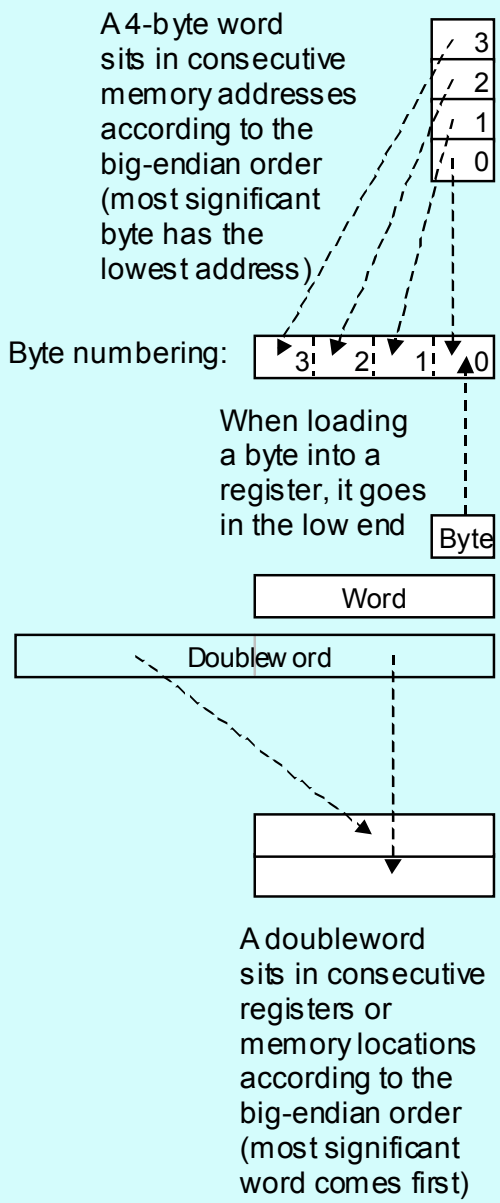 A 4-byte word
sits in consecutive
memory addresses
according to the
big-endian order
(most significant
byte has the
lowest address)
3
2
1
0
Byte numbering:
3 2 1 0
When loading
a byte into a
register, it goes
in the low end
Byte
Word
Doubleword
A doubleword
sits in consecutive
registers or
memory locations
according to the
big-endian order
(most significant
word comes first)